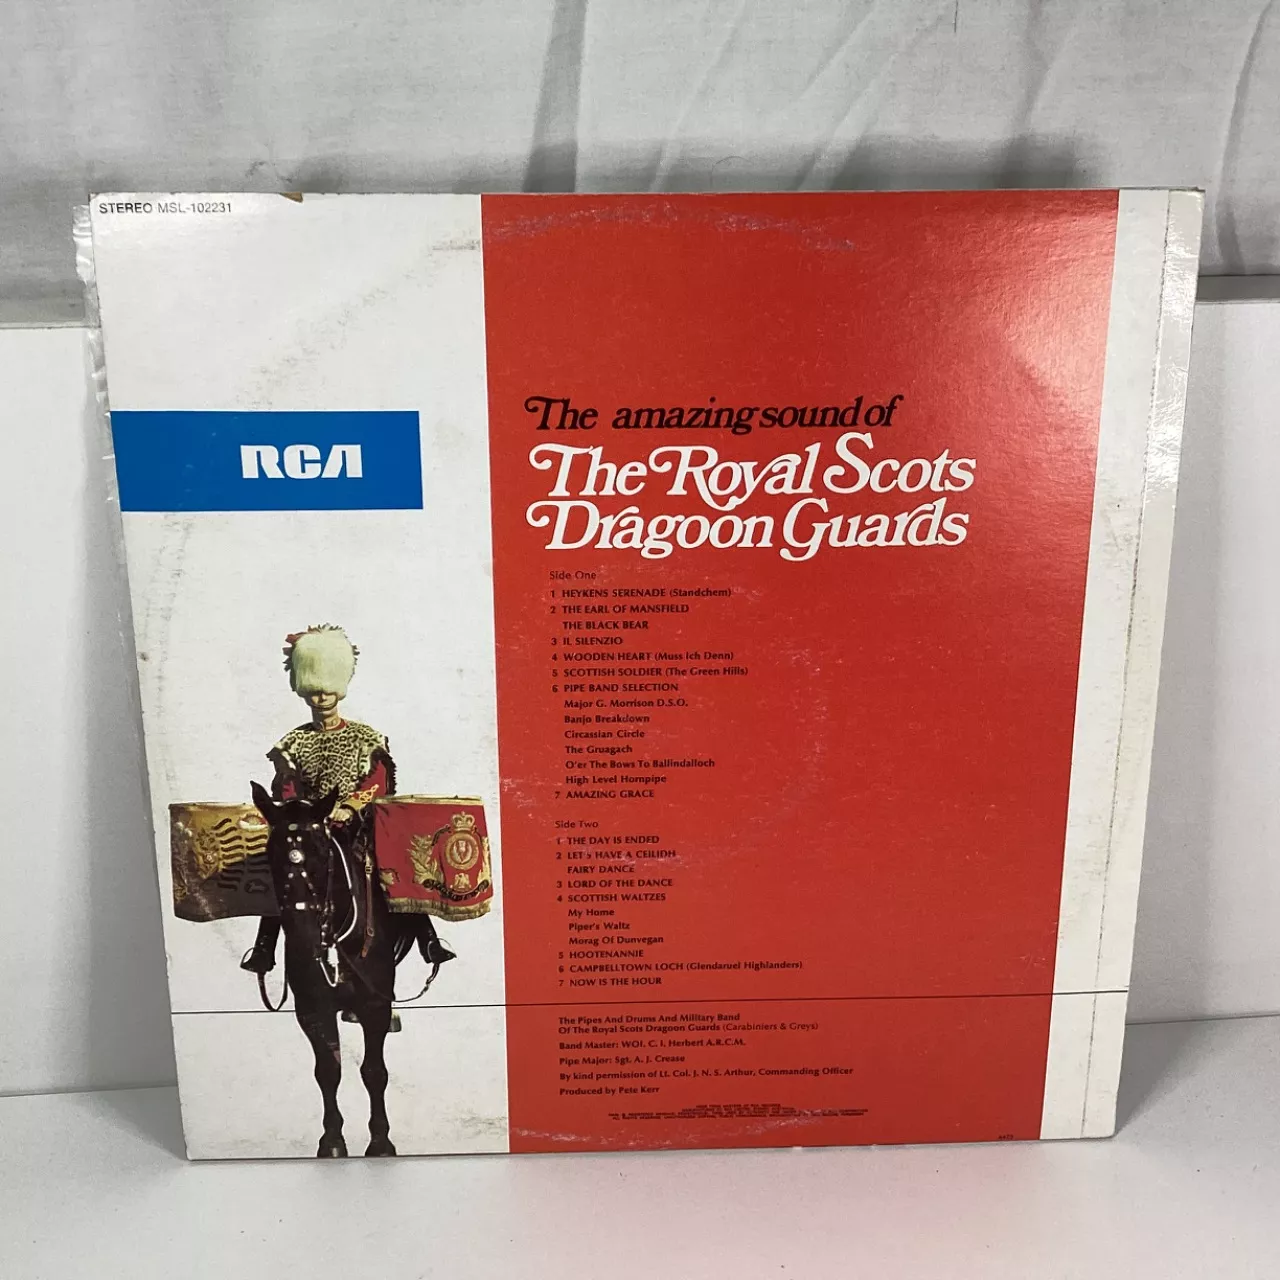 STEREO MSL-102231
RCA
The amazing sound of
The Royal Scots
Dragoon Guards
Side One
1 HEYKENS SERENADE (Standchem)
2 THE EARL OF MANSFIELD
THE BLACK BEAR
3 IL SILENZIO
4 WOODEN HEART (Muss Ich Denn)
5 SCOTTISH SOLDIER (The Green Hills)
6 PIPE BAND SELECTION
Major G. Morrison D.S.O.
Banjo Breakdown
Circassian Circle
The Gruagach
O'er The Bows To Ballindalloch
High Level Hornpipe
7 AMAZING GRACE
Side Two
1 THE DAY IS ENDED
2 LET's HAVE A CEILIDH
FAIRY DANCE
3 LORD OF THE DANCE
4 SCOTTISH WALTZES
My Home
Piper's Waltz
Morag Of Dunvegan
5 HOOTENANNIE
6 CAMPBELLTOWN LOCH (Glendaruel Highlanders)
7 NOW IS THE HOUR
The Pipes And Drums And Military Band
Of The Royal Scots Dragoon Guards (Carabiniers & Greys)
Band Master: WOI. C. I. Herbert A.R.C.M.
Pipe Major: Sgt. A. J. Crease
By kind permission of Lt. Col. J. N. S. Arthur, Commanding Officer
Produced by Pete Kerr